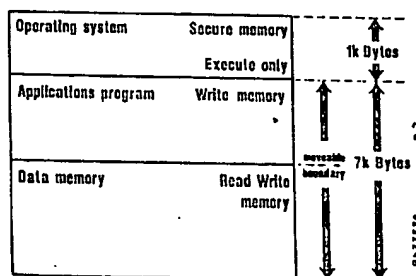 Operating system Secure memory
1k Bytes
Execute only
Applications program Write memory
moveable
boundary
7k Bytes
Data memory Read Write
memory